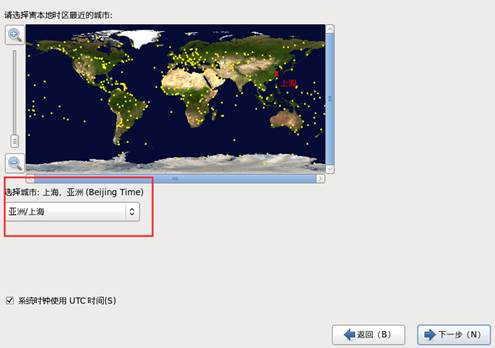 请选择离本地时区最近的城市:
上海
选择城市: 上海, 亚洲 (Beijing Time)
亚洲/上海
系统时钟使用 UTC 时间(S)
返回 (B)
下一步 (N)